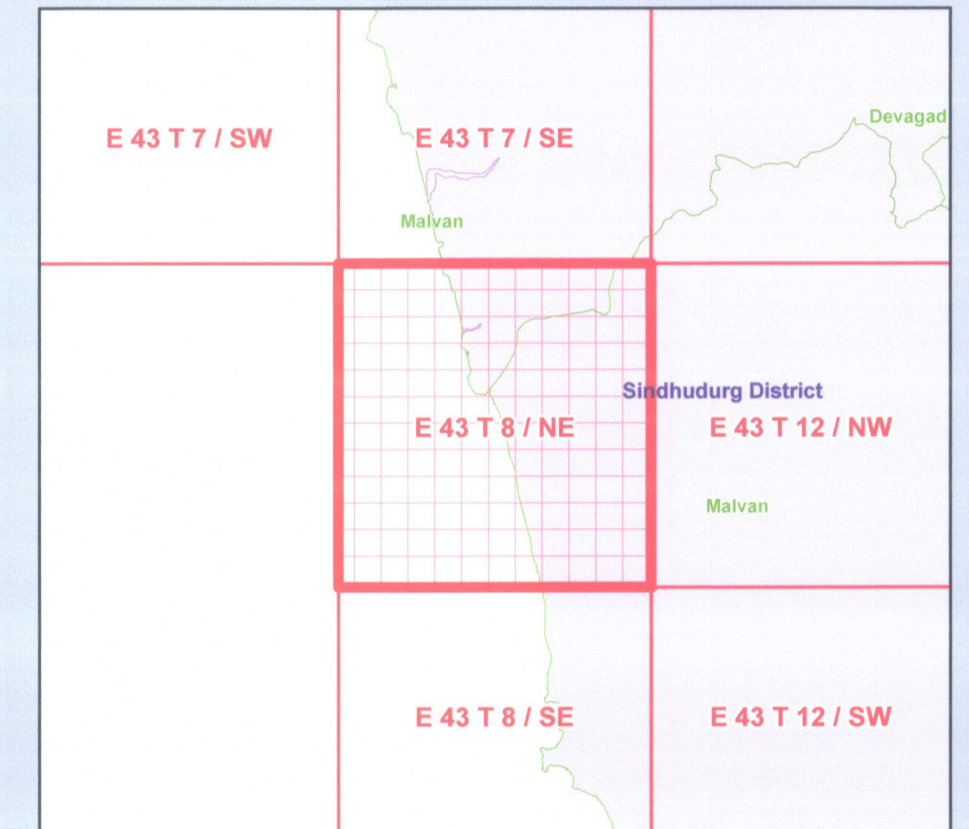 Devagad
E 43 T 7 / SW
E 43 T 7 / SE
Malvan
Sindhudurg District
E 43 T 8 / NE
E 43 T 12 / NW
Malvan
E 43 T 8 / SE
E 43 T 12 / SW